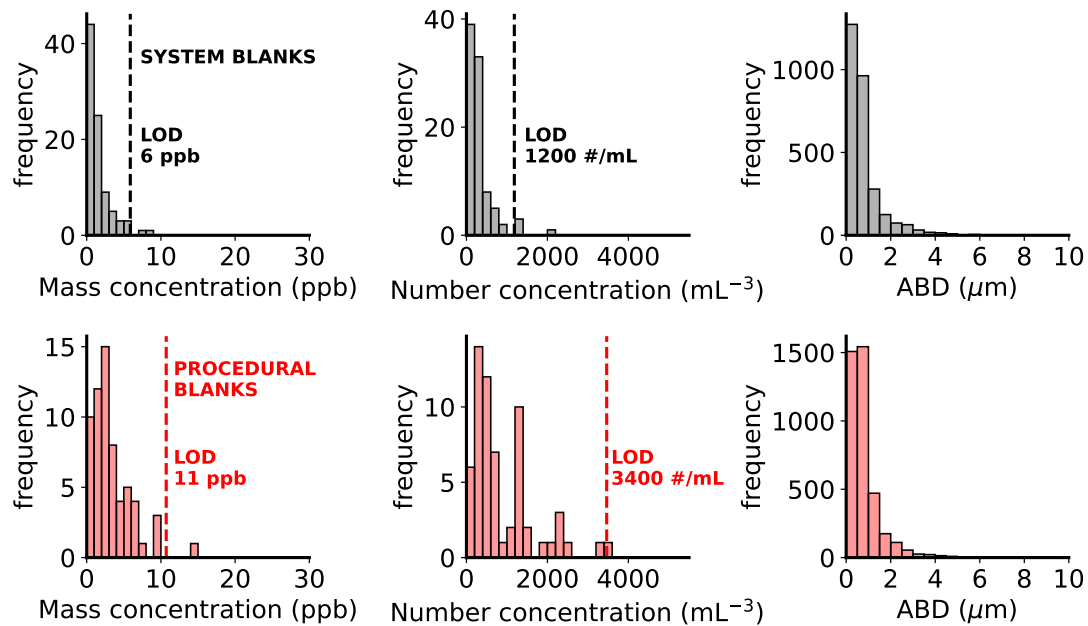 frequency
40
20
0
SYSTEM BLANKS
LOD
6 ppb
0 10 20 30
Mass concentration (ppb)
frequency
40
20
0
LOD
1200 #/mL
0 2000 4000
Number concentration (mL⁻³)
frequency
1000
500
0
0 2 4 6 8 10
ABD (μm)
frequency
15
10
5
0
PROCEDURAL
BLANKS
LOD
11 ppb
0 10 20 30
Mass concentration (ppb)
frequency
10
5
0
LOD
3400 #/mL
0 2000 4000
Number concentration (mL⁻³)
frequency
1500
1000
500
0
0 2 4 6 8 10
ABD (μm)